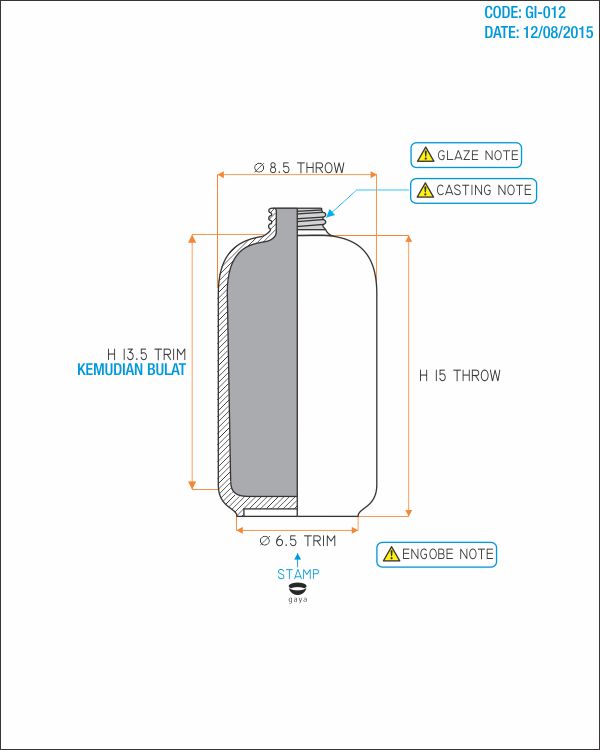 CODE: GI-012
DATE: 12/08/2015
GLAZE NOTE
Ø 8.5 THROW
CASTING NOTE
H 13.5 TRIM
KEMUDIAN BULAT
H 15 THROW
Ø 6.5 TRIM
ENGOBE NOTE
STAMP
gaya